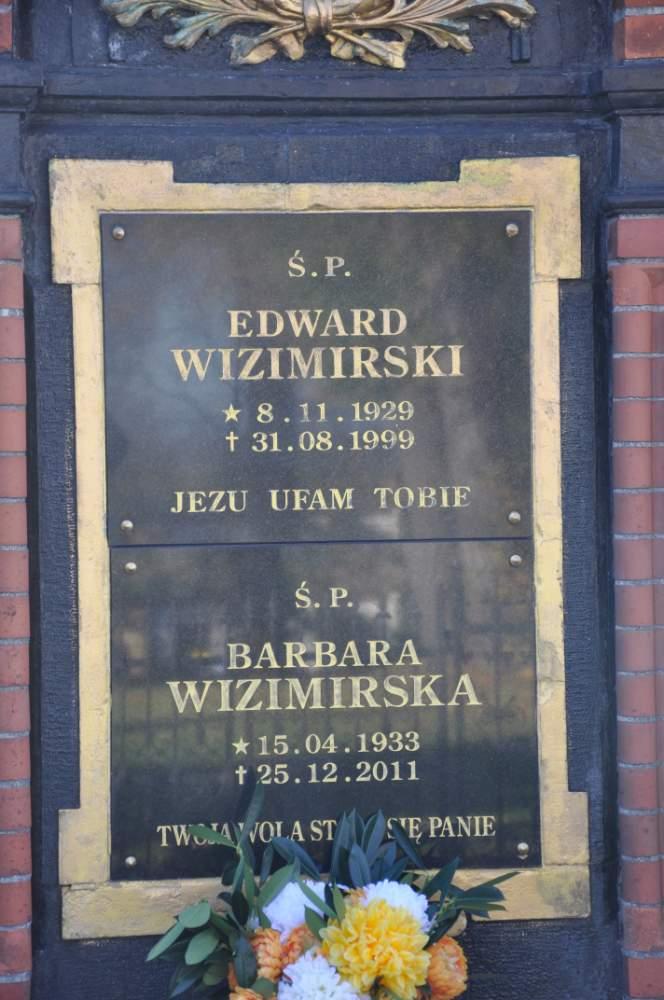 Ś.P.
EDWARD
WIZIMIRSKI
★ 8.11.1929
† 31.08.1999
JEZU UFAM TOBIE
Ś.P.
BARBARA
WIZIMIRSKA
★ 15.04.1933
† 25.12.2011
TWOJA WOLA SIĘ PANIE